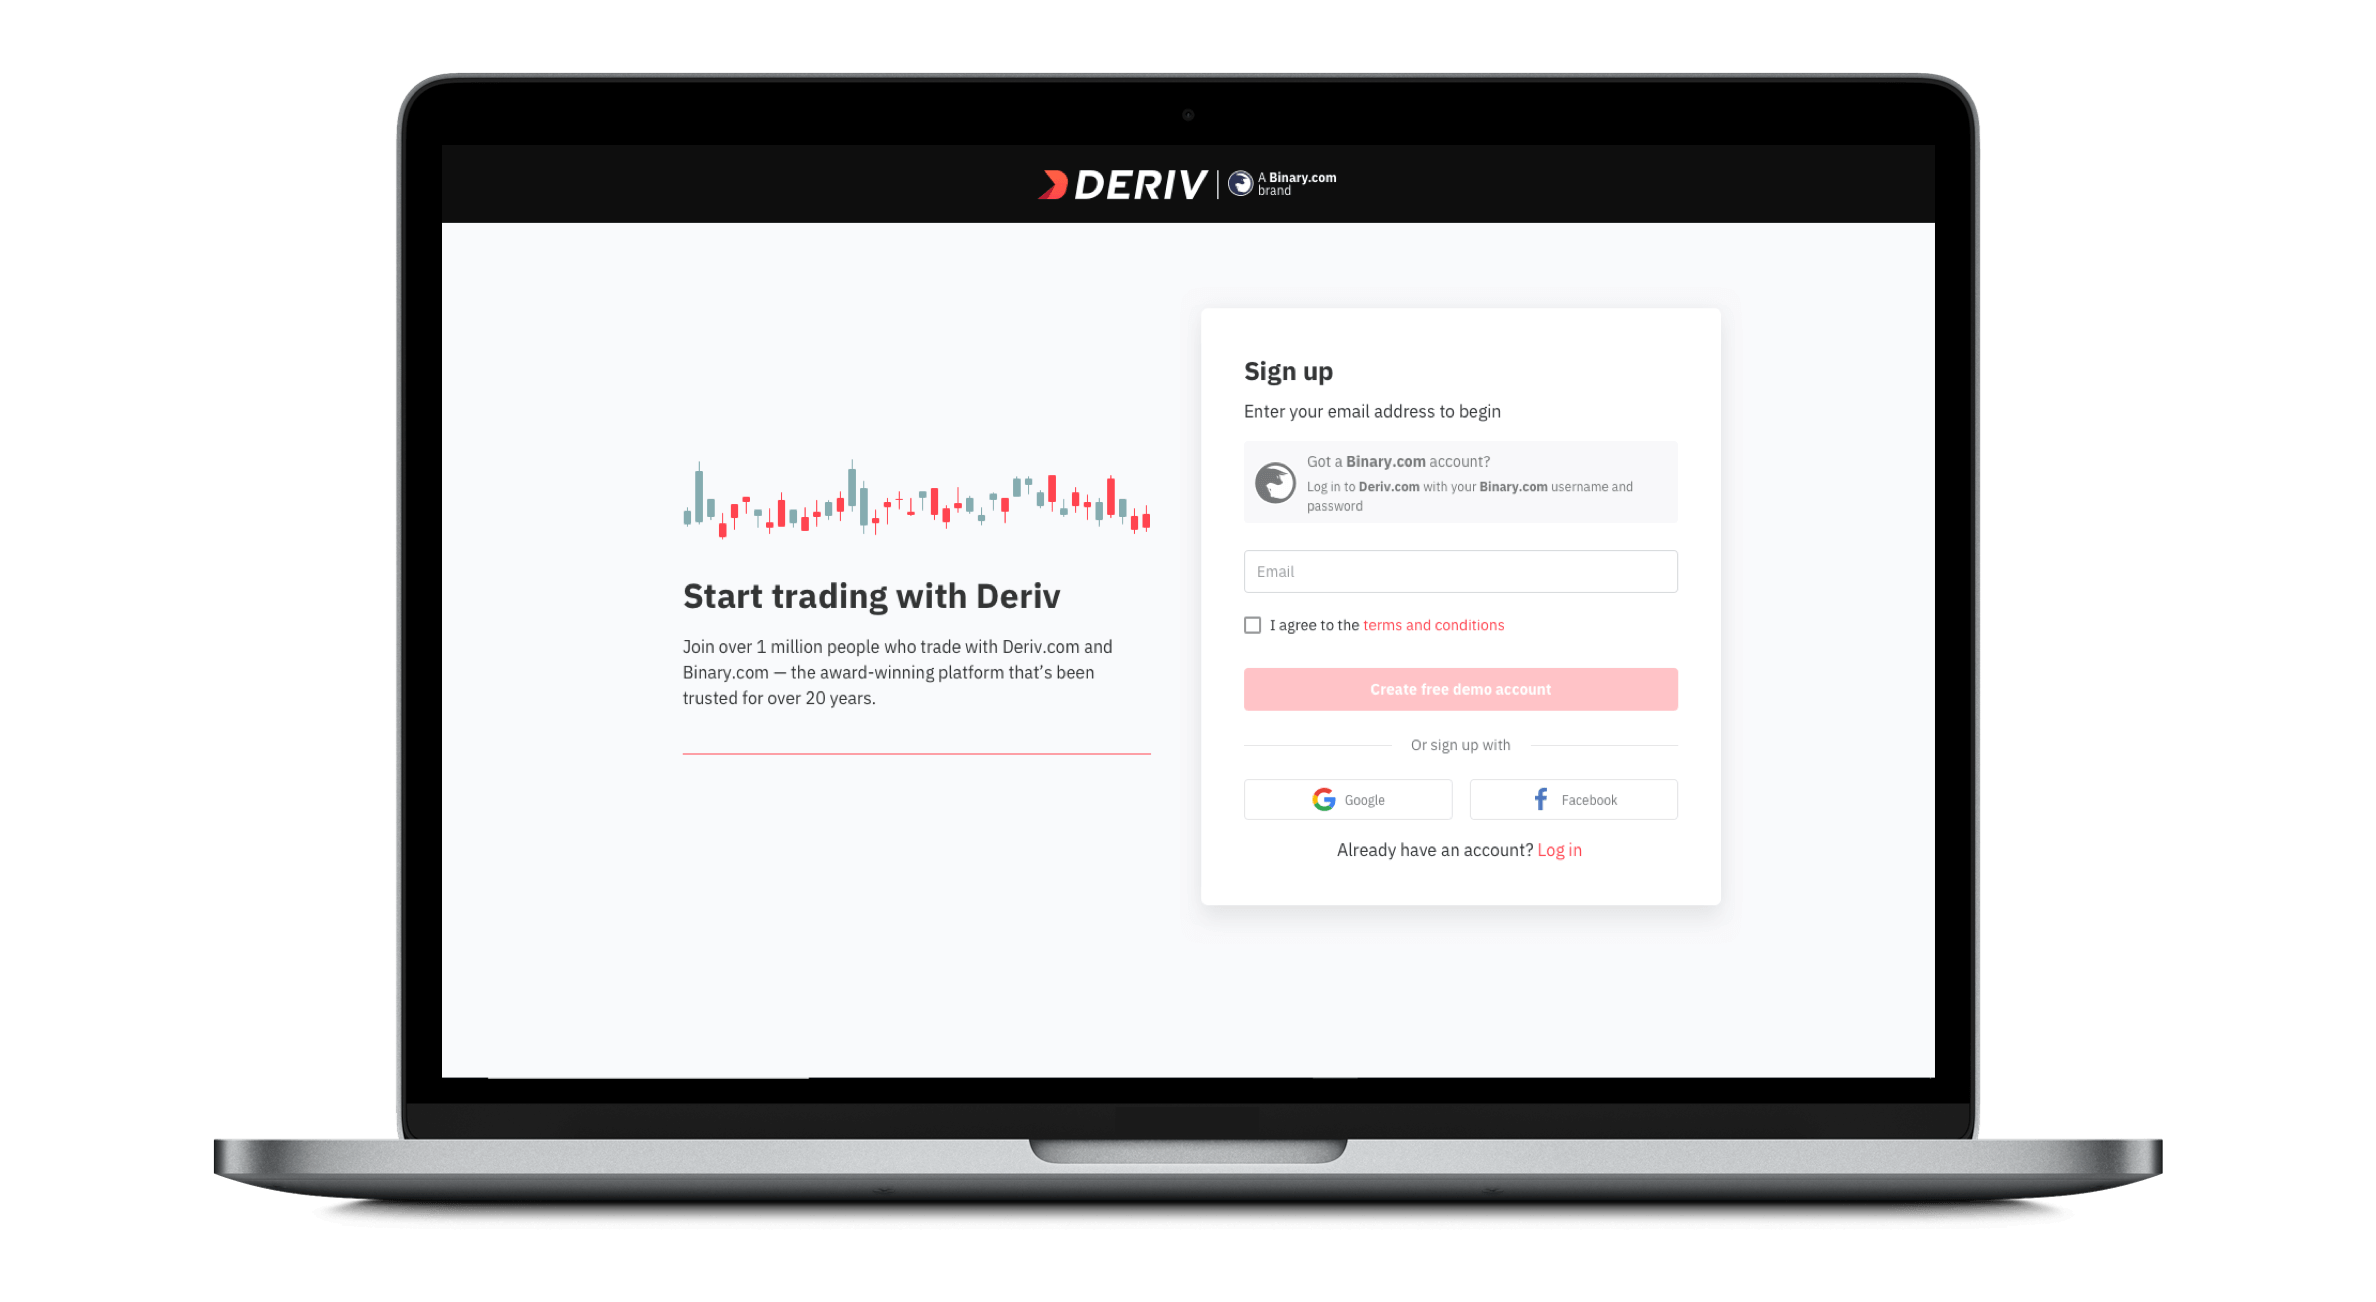 DERIV
A Binary.com
brand
Start trading with Deriv
Join over 1 million people who trade with Deriv.com and
Binary.com — the award-winning platform that’s been
trusted for over 20 years.
Sign up
Enter your email address to begin
Got a Binary.com account?
Log in to Deriv.com with your Binary.com username and
password
Email
I agree to the terms and conditions
Create free demo account
Or sign up with
Google
Facebook
Already have an account? Log in